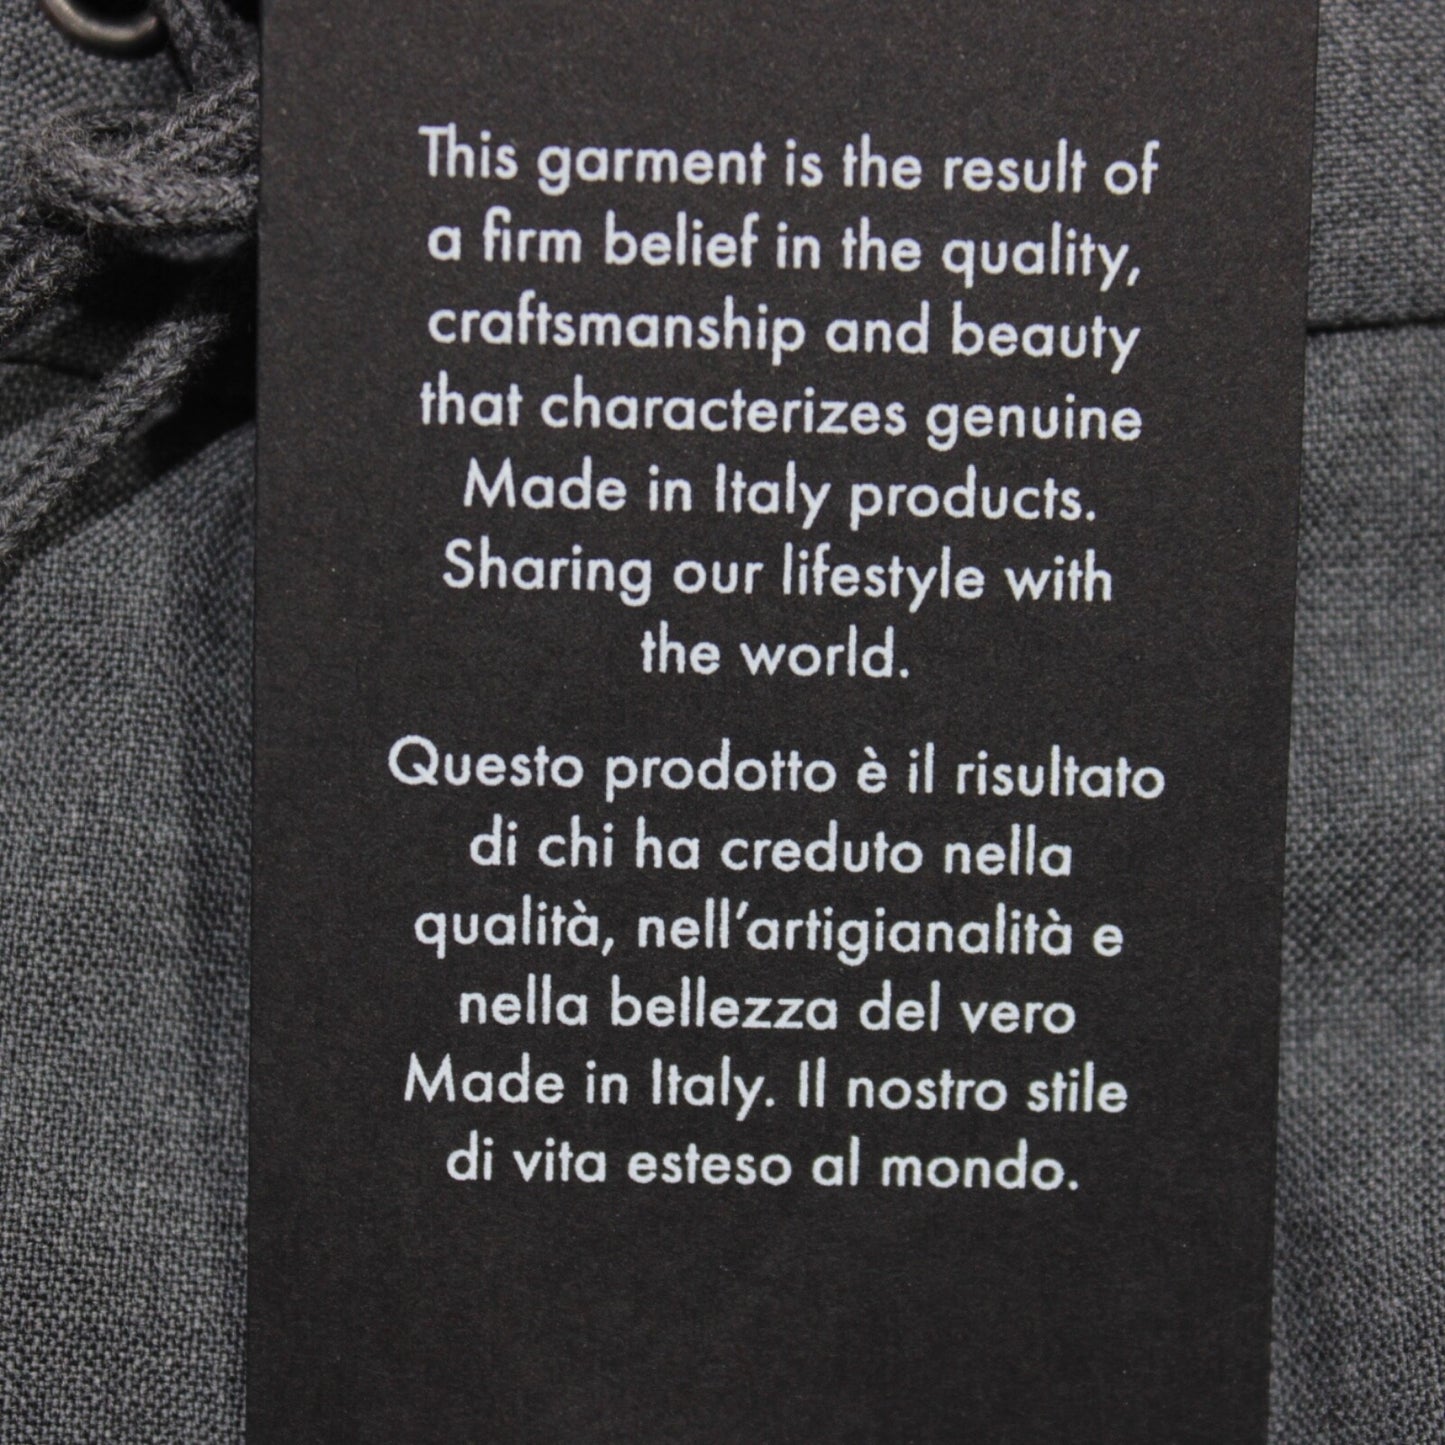 This garment is the result of
a firm belief in the quality,
craftsmanship and beauty
that characterizes genuine
Made in Italy products.
Sharing our lifestyle with
the world.
Questo prodotto è il risultato
di chi ha creduto nella
qualità, nell'artigianalità e
nella bellezza del vero
Made in Italy. Il nostro stile
di vita esteso al mondo.